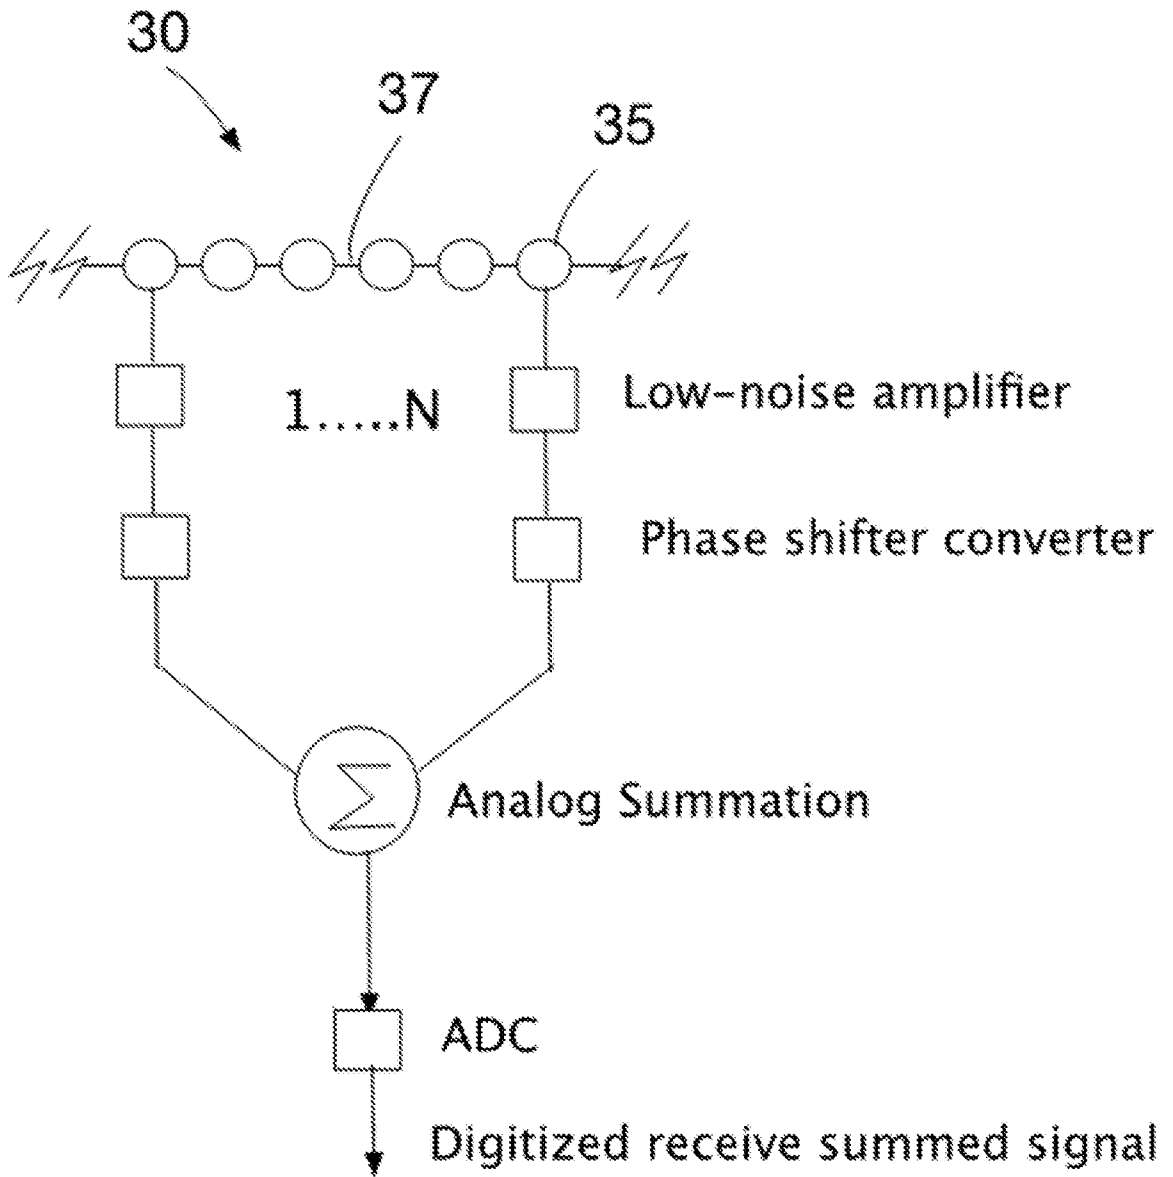 30
37
35
1.....N
Low-noise amplifier
Phase shifter converter
Σ
Analog Summation
ADC
Digitized receive summed signal